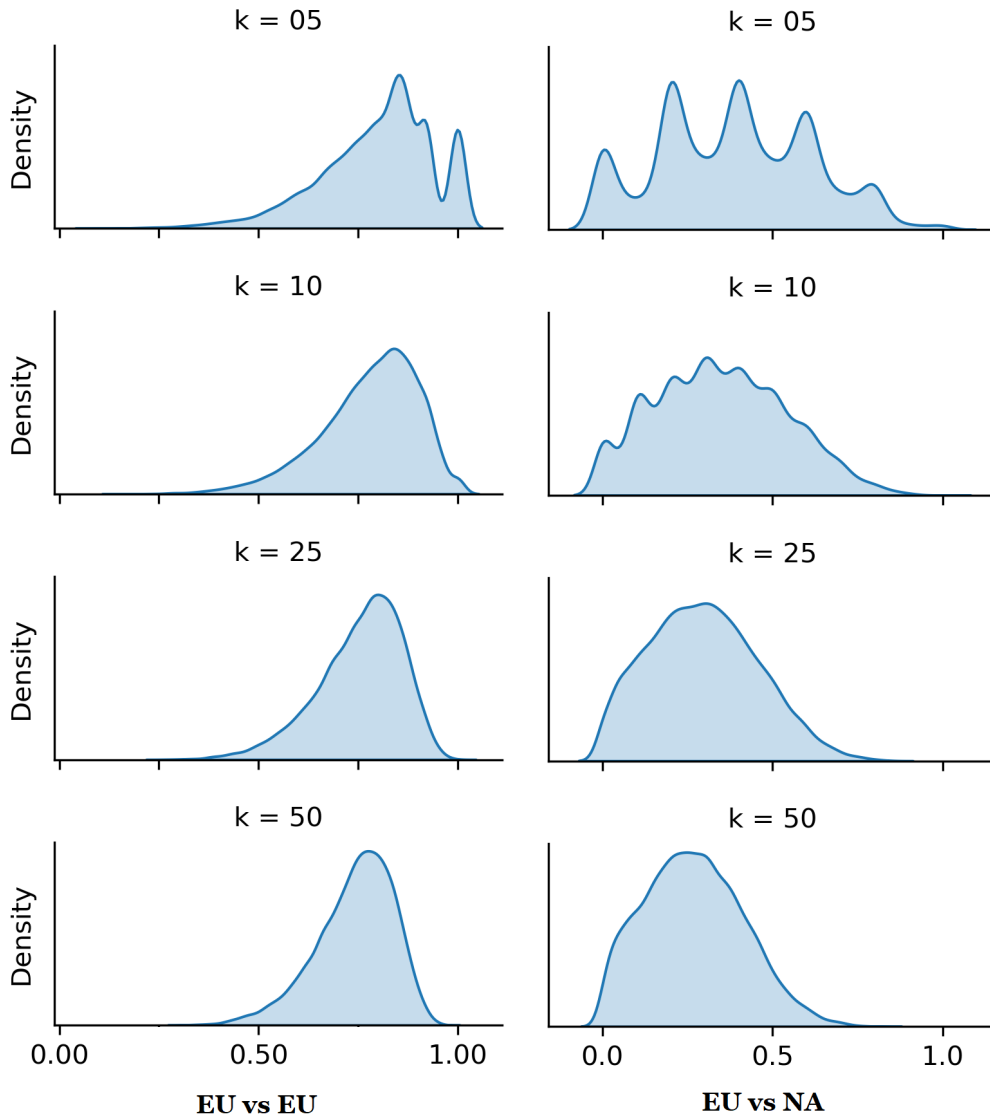 k = 05
k = 05
Density
k = 10
k = 10
Density
k = 25
k = 25
Density
k = 50
k = 50
Density
0.00 0.50 1.00
0.0 0.5 1.0
EU vs EU
EU vs NA